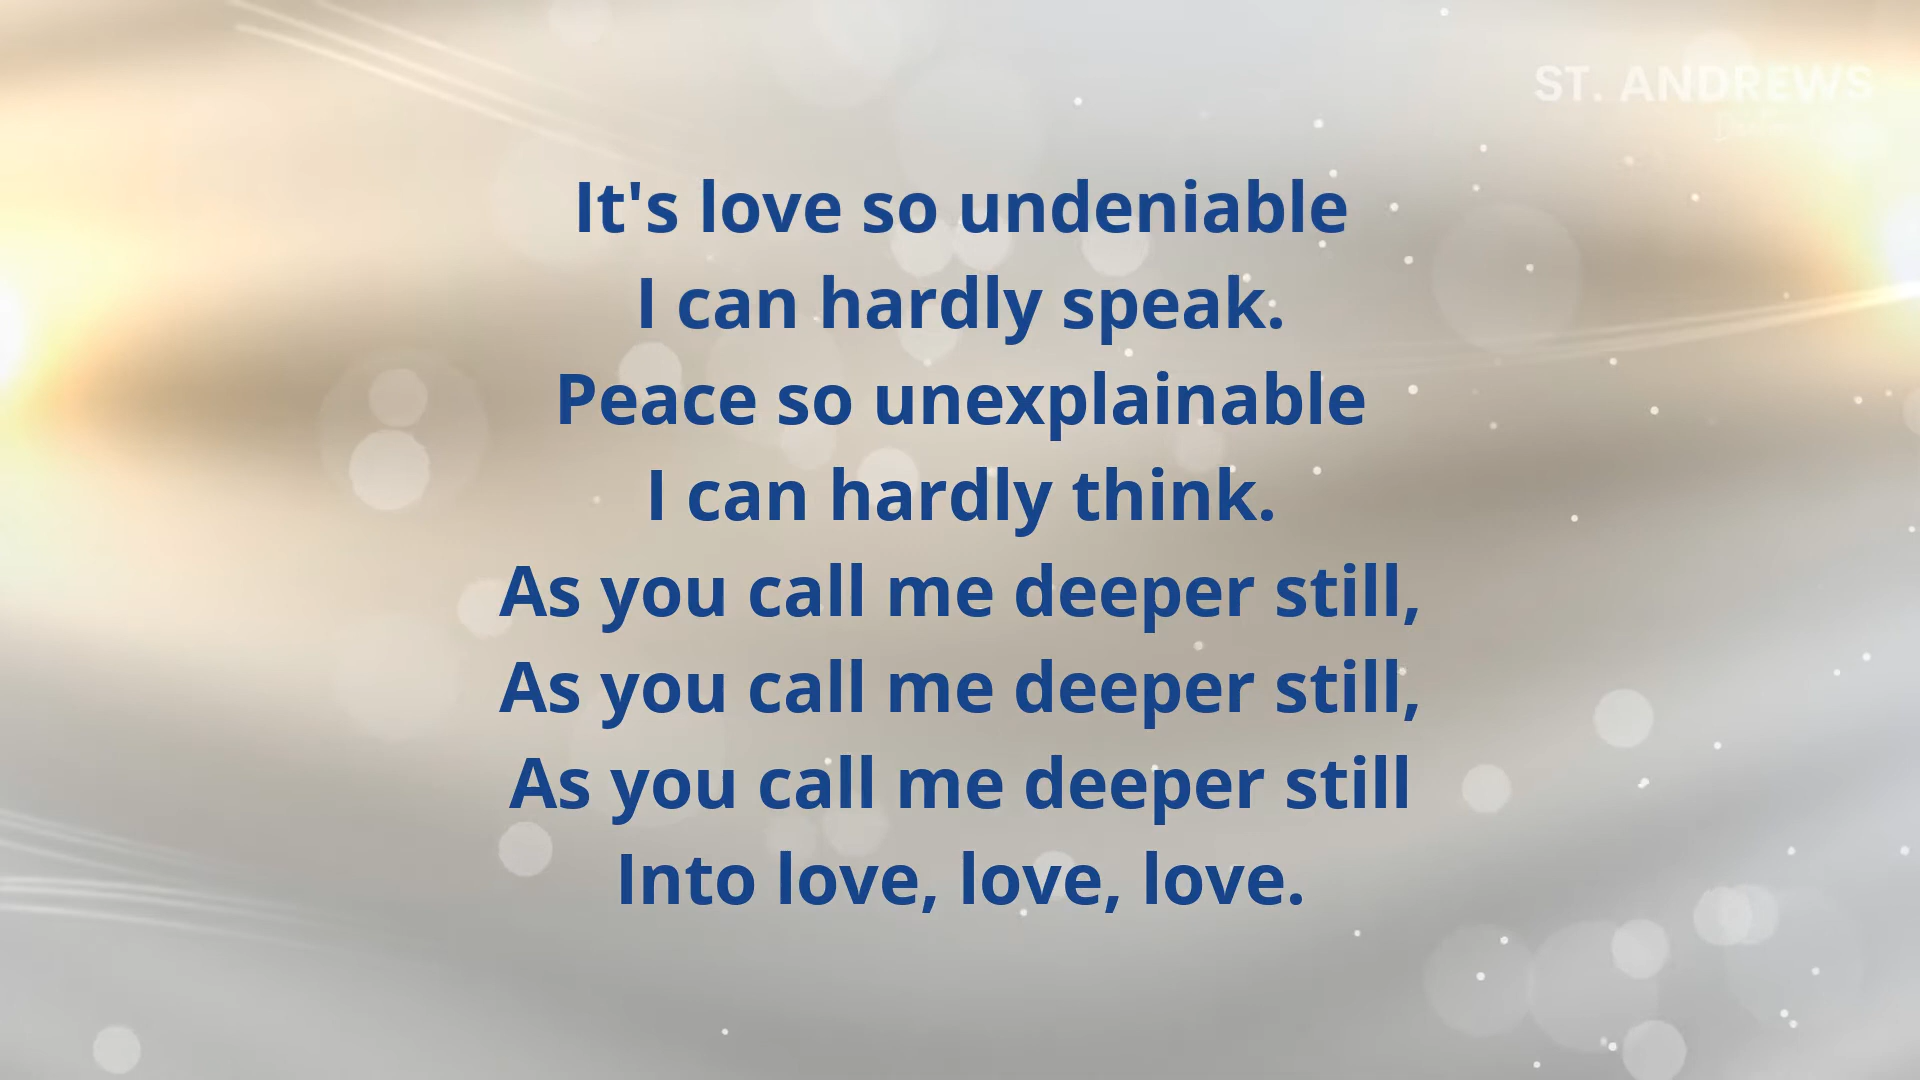 ST. ANDREWS
It's love so undeniable
I can hardly speak.
Peace so unexplainable
I can hardly think.
As you call me deeper still,
As you call me deeper still,
As you call me deeper still
Into love, love, love.